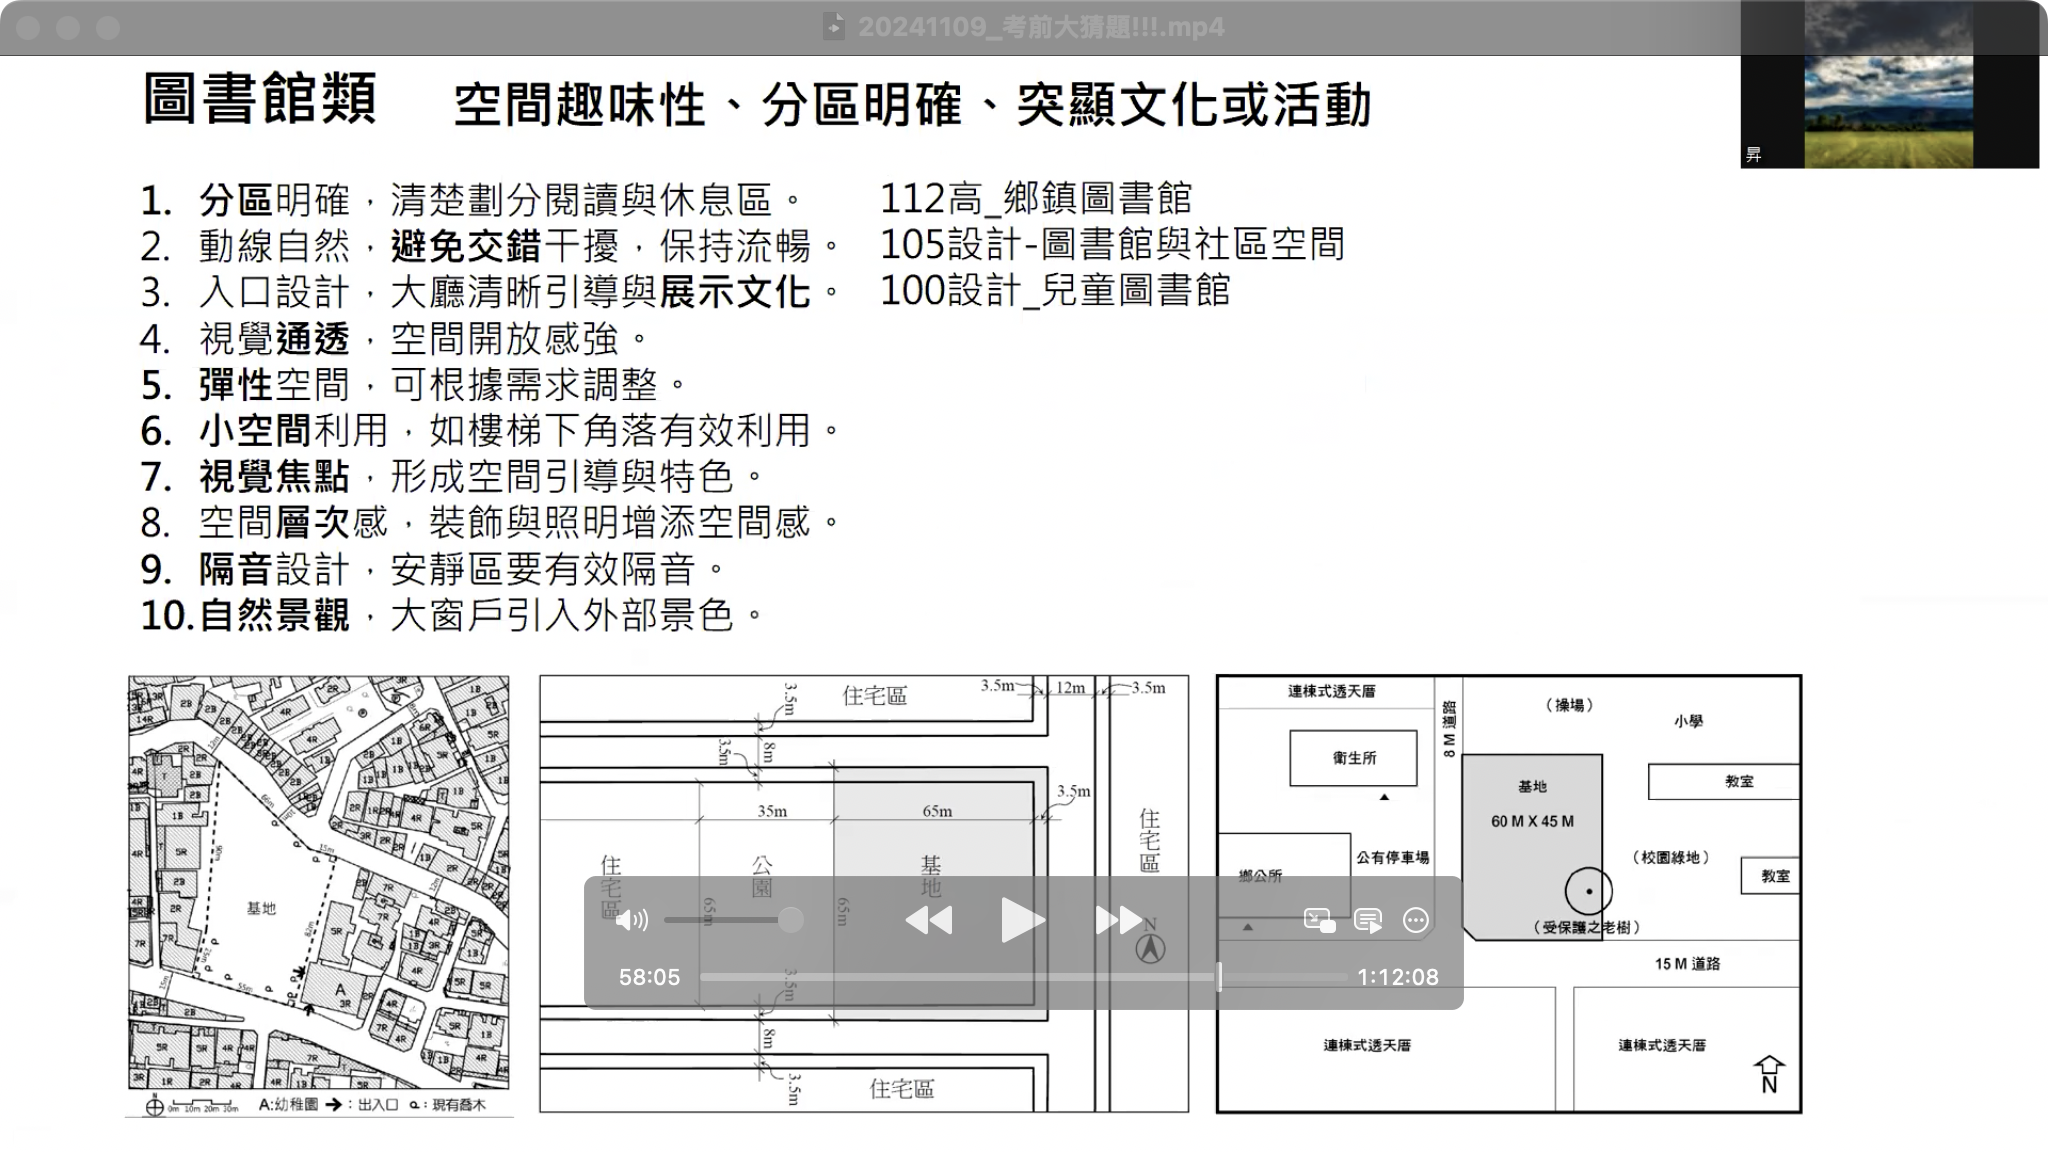 20241109_考前大猜題!!!.mp4
昇
圖書館類 空間趣味性、分區明確、突顯文化或活動
1. 分區明確，清楚劃分閱讀與休息區。
2. 動線自然，避免交錯干擾，保持流暢。
3. 入口設計，大廳清晰引導與展示文化。
4. 視覺通透，空間開放感強。
5. 彈性空間，可根據需求調整。
6. 小空間利用，如樓梯下角落有效利用。
7. 視覺焦點，形成空間引導與特色。
8. 空間層次感，裝飾與照明增添空間感。
9. 隔音設計，安靜區要有效隔音。
10.自然景觀，大窗戶引入外部景色。
112高_鄉鎮圖書館
105設計-圖書館與社區空間
100設計_兒童圖書館
基地
A
3R
N
0m 10m 20m 30m A:幼稚園 ➔：出入口 ：現有喬木
住宅區
3.5m
3.5m 12m 3.5m
3.5m
8m
3.5m
35m
65m
住宅區
公園
基地
住宅區
65m
65m
N
3.5m
8m
3.5m
住宅區
連棟式透天厝
8M道路
(操場)
小學
衛生所
基地
60 M X 45 M
教室
公有停車場
(校園綠地)
鄉公所
教室
(受保護之老樹)
15 M 道路
連棟式透天厝
連棟式透天厝
N
58:05
1:12:08